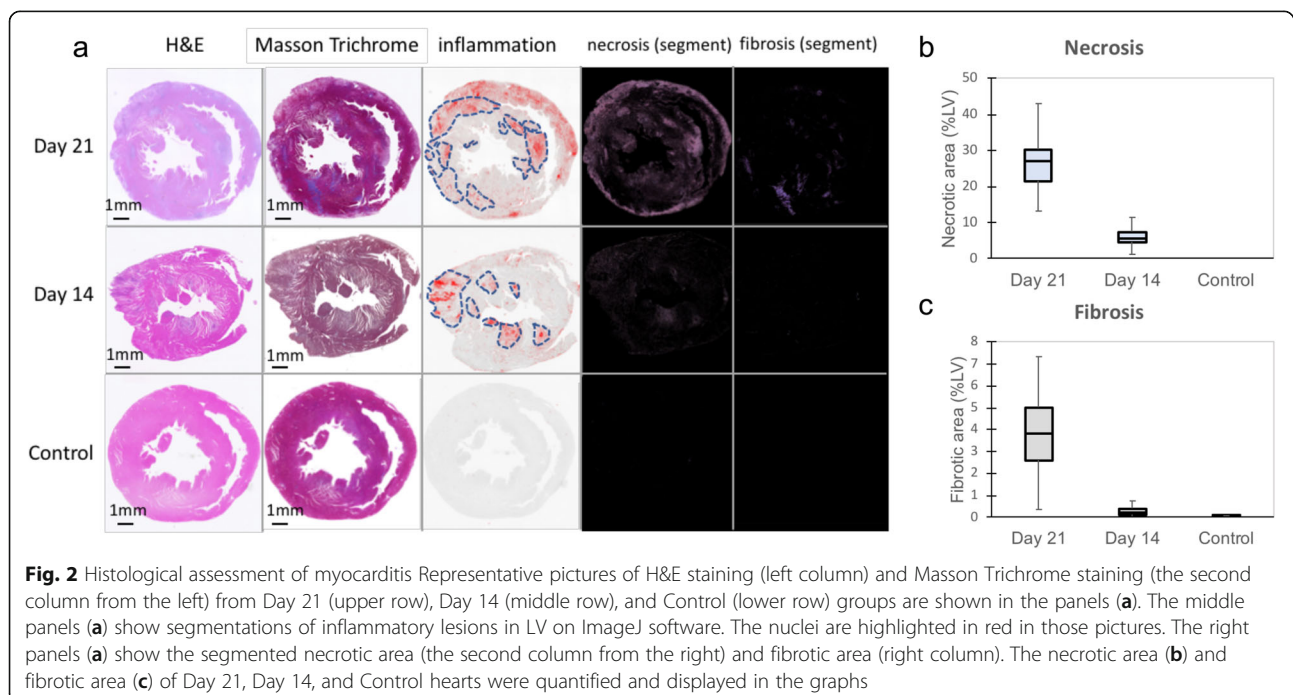 a
H&E Masson Trichrome inflammation necrosis (segment) fibrosis (segment)
Day 21
1mm 1mm
Day 14
1mm 1mm
Control
1mm 1mm
b
Necrosis
Necrotic area (%LV)
50
40
30
20
10
0
Day 21 Day 14 Control
c
Fibrosis
Fibrotic area (%LV)
8
7
6
5
4
3
2
1
0
Day 21 Day 14 Control
Fig. 2 Histological assessment of myocarditis Representative pictures of H&E staining (left column) and Masson Trichrome staining (the second
column from the left) from Day 21 (upper row), Day 14 (middle row), and Control (lower row) groups are shown in the panels (a). The middle
panels (a) show segmentations of inflammatory lesions in LV on ImageJ software. The nuclei are highlighted in red in those pictures. The right
panels (a) show the segmented necrotic area (the second column from the right) and fibrotic area (right column). The necrotic area (b) and
fibrotic area (c) of Day 21, Day 14, and Control hearts were quantified and displayed in the graphs